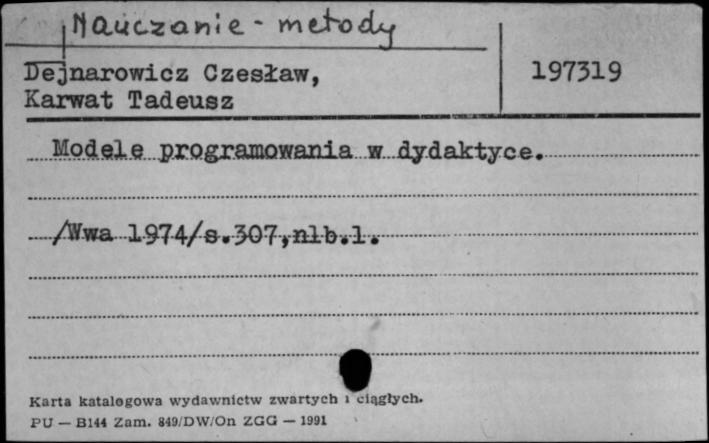 Nauczanie - metody
Dejnarowicz Czesław,
Karwat Tadeusz
197319
Modele programowania w dydaktyce.
/Wwa 1974/s.307,nlb.1.
Karta katalogowa wydawnictw zwartych i ciągłych.
PU — B144 Zam. 849/DW/On ZGG — 1991